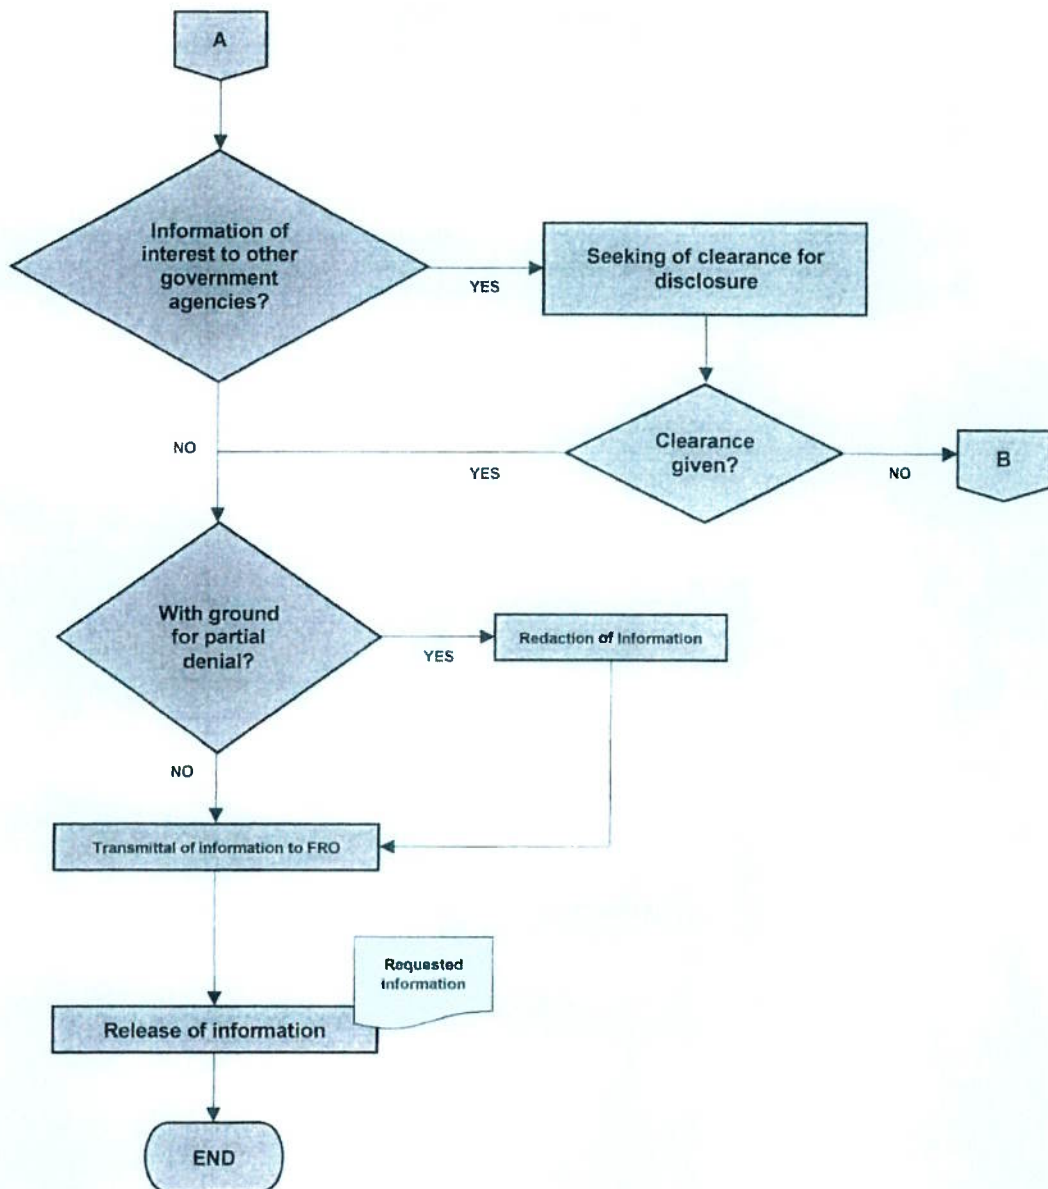 A
Information of
interest to other
government
agencies?
YES
Seeking of clearance for
disclosure
NO
YES
Clearance
given?
NO
B
With ground
for partial
denial?
YES
Redaction of Information
NO
Transmittal of information to FRO
Requested
Information
Release of information
END